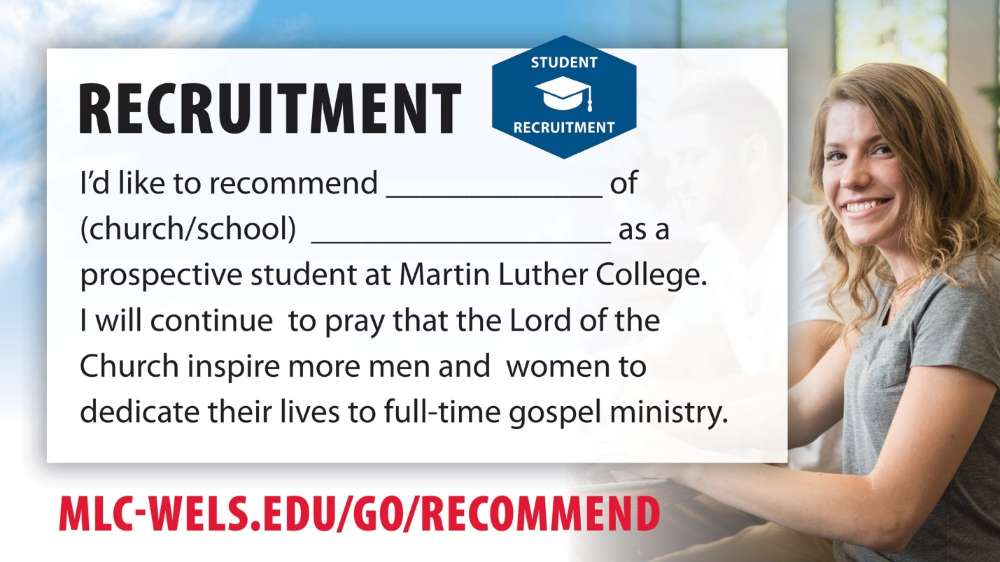 RECRUITMENT
STUDENT
RECRUITMENT
I’d like to recommend _____________ of
(church/school) __________________ as a
prospective student at Martin Luther College.
I will continue  to pray that the Lord of the
Church inspire more men and  women to
dedicate their lives to full-time gospel ministry.
MLC-WELS.EDU/GO/RECOMMEND